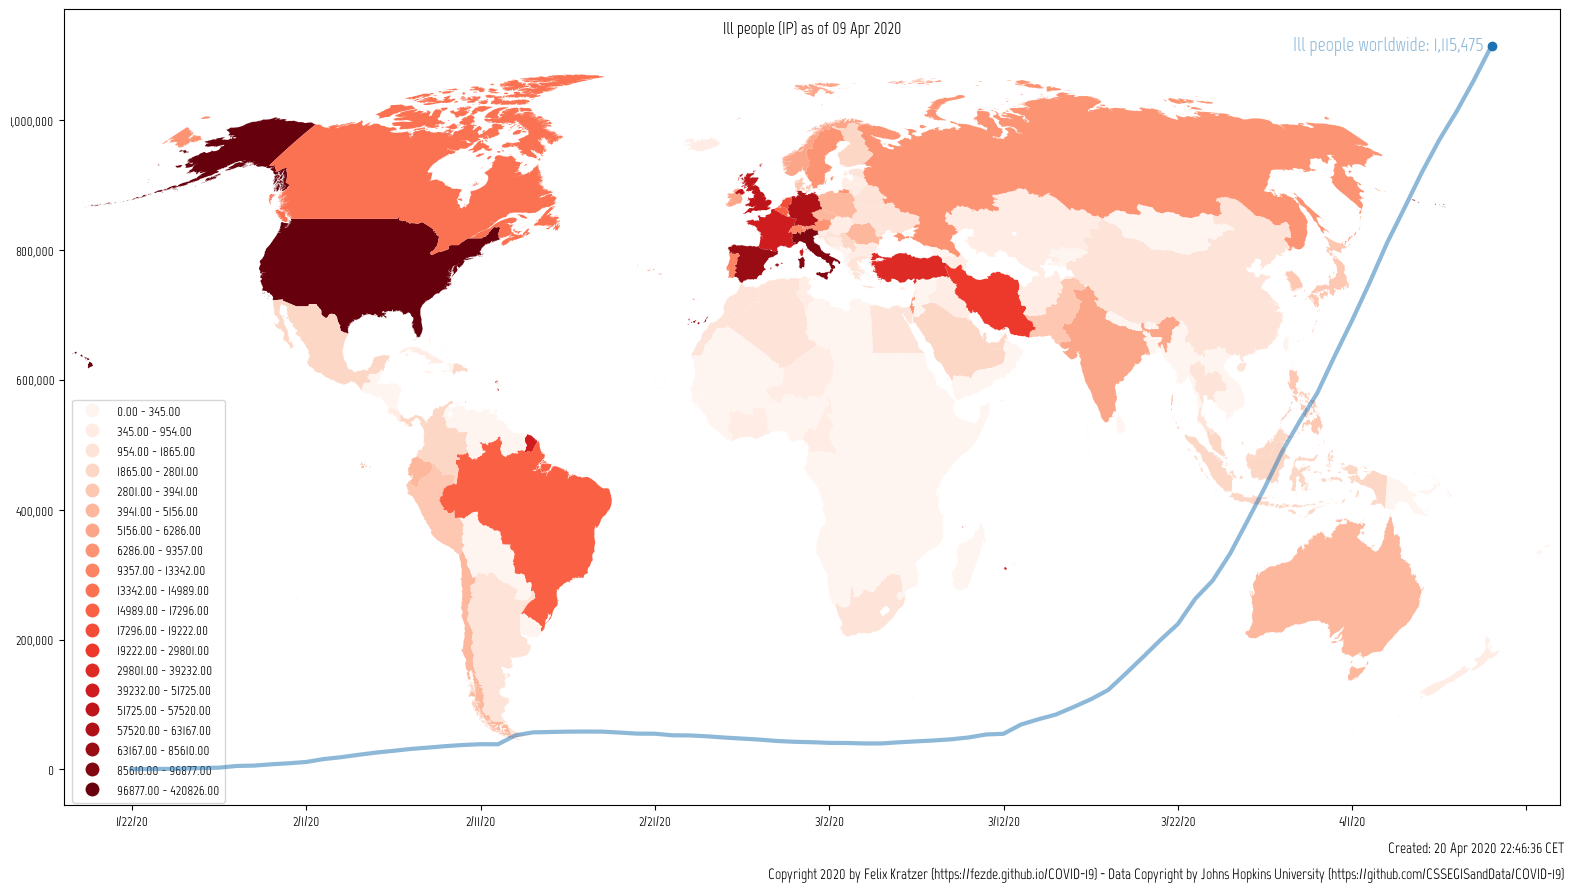 Ill people (IP) as of 09 Apr 2020
Ill people worldwide: 1,115,475
1,000,000
800,000
600,000
400,000
200,000
0
0.00 - 345.00
345.00 - 954.00
954.00 - 1865.00
1865.00 - 2801.00
2801.00 - 3941.00
3941.00 - 5156.00
5156.00 - 6286.00
6286.00 - 9357.00
9357.00 - 13342.00
13342.00 - 14989.00
14989.00 - 17296.00
17296.00 - 19222.00
19222.00 - 29801.00
29801.00 - 39232.00
39232.00 - 51725.00
51725.00 - 57520.00
57520.00 - 63167.00
63167.00 - 85610.00
85610.00 - 96877.00
96877.00 - 420826.00
1/22/20 2/1/20 2/11/20 2/21/20 3/2/20 3/12/20 3/22/20 4/1/20
Created: 20 Apr 2020 22:46:36 CET
Copyright 2020 by Felix Kratzer (https://fezde.github.io/COVID-19) - Data Copyright by Johns Hopkins University (https://github.com/CSSEGISandData/COVID-19)